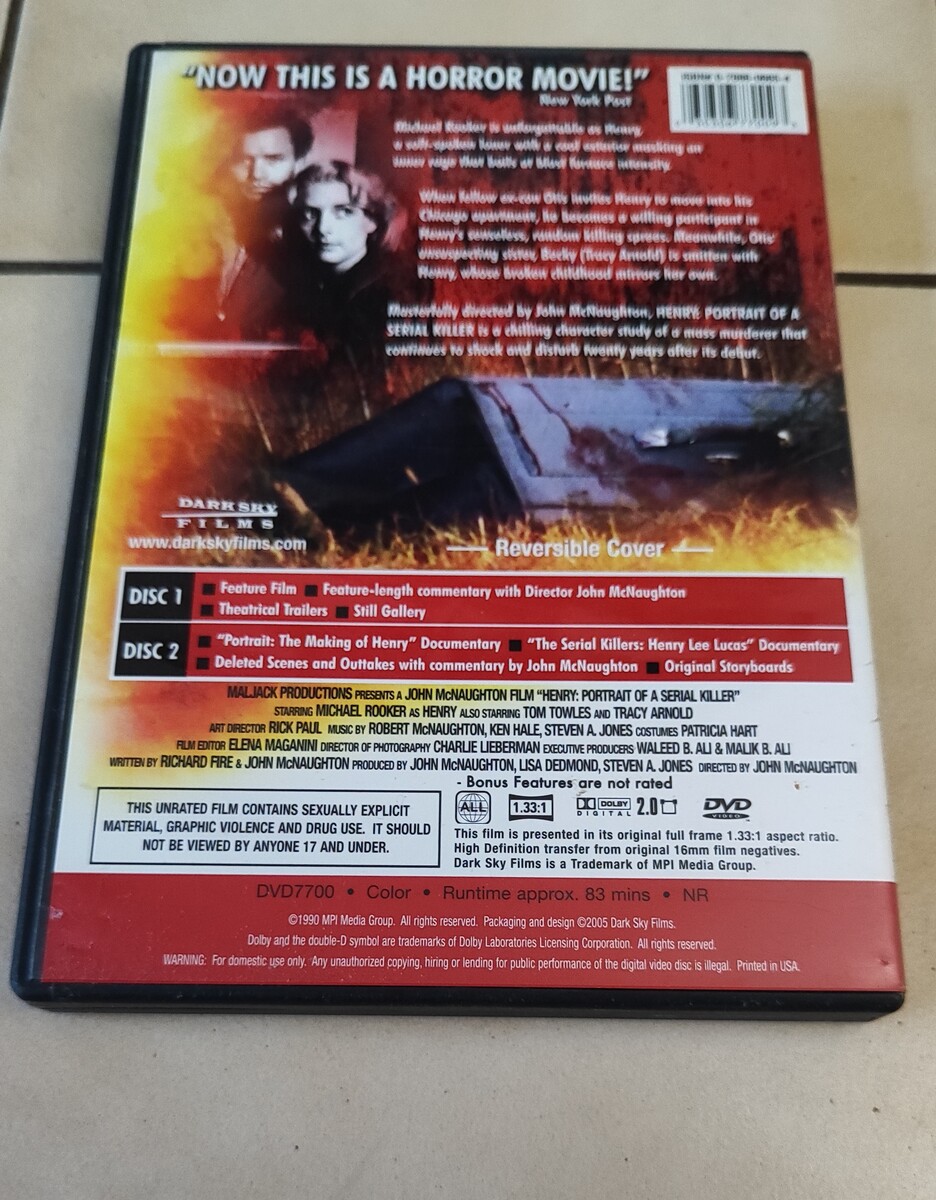 "NOW THIS IS A HORROR MOVIE!"
New York Post
Michael Rooker is unforgettable as Henry,
a soft-spoken loner with a cool exterior masking an
inner rage that boils at blast furnace intensity.
When fellow ex-con Otis invites Henry to move into his
Chicago apartment, he becomes a willing participant in
Henry's senseless, random killing sprees. Meanwhile, Otis'
unsuspecting sister Becky (Tracy Arnold) is smitten with
Henry, whose broken childhood mirrors her own.
Masterfully directed by John McNaughton, HENRY: PORTRAIT OF A
SERIAL KILLER is a chilling character study of a mass murderer that
continues to shock and disturb twenty years after its debut.
DARK SKY
FILMS
www.darkskyfilms.com
Reversible Cover
DISC 1
Feature Film Feature-length commentary with Director John McNaughton
Theatrical Trailers Still Gallery
DISC 2
"Portrait: The Making of Henry" Documentary "The Serial Killers: Henry Lee Lucas" Documentary
Deleted Scenes and Outtakes with commentary by John McNaughton Original Storyboards
MALJACK PRODUCTIONS PRESENTS A JOHN McNAUGHTON FILM "HENRY: PORTRAIT OF A SERIAL KILLER"
STARRING MICHAEL ROOKER AS HENRY ALSO STARRING TOM TOWLES AND TRACY ARNOLD
ART DIRECTOR RICK PAUL MUSIC BY ROBERT McNAUGHTON, KEN HALE, STEVEN A. JONES COSTUMES PATRICIA HART
FILM EDITOR ELENA MAGANINI DIRECTOR OF PHOTOGRAPHY CHARLIE LIEBERMAN EXECUTIVE PRODUCERS WALEED B. ALI & MALIK B. ALI
WRITTEN BY RICHARD FIRE & JOHN McNAUGHTON PRODUCED BY JOHN McNAUGHTON, LISA DEDMOND, STEVEN A. JONES DIRECTED BY JOHN McNAUGHTON
- Bonus Features are not rated
THIS UNRATED FILM CONTAINS SEXUALLY EXPLICIT
MATERIAL, GRAPHIC VIOLENCE AND DRUG USE. IT SHOULD
NOT BE VIEWED BY ANYONE 17 AND UNDER.
ALL 1.33:1 DOLBY DIGITAL 2.0 DVD VIDEO
This film is presented in its original full frame 1.33:1 aspect ratio.
High Definition transfer from original 16mm film negatives.
Dark Sky Films is a Trademark of MPI Media Group.
DVD7700 • Color • Runtime approx. 83 mins • NR
©1990 MPI Media Group. All rights reserved. Packaging and design ©2005 Dark Sky Films.
Dolby and the double-D symbol are trademarks of Dolby Laboratories Licensing Corporation. All rights reserved.
WARNING: For domestic use only. Any unauthorized copying, hiring or lending for public performance of the digital video disc is illegal. Printed in USA.